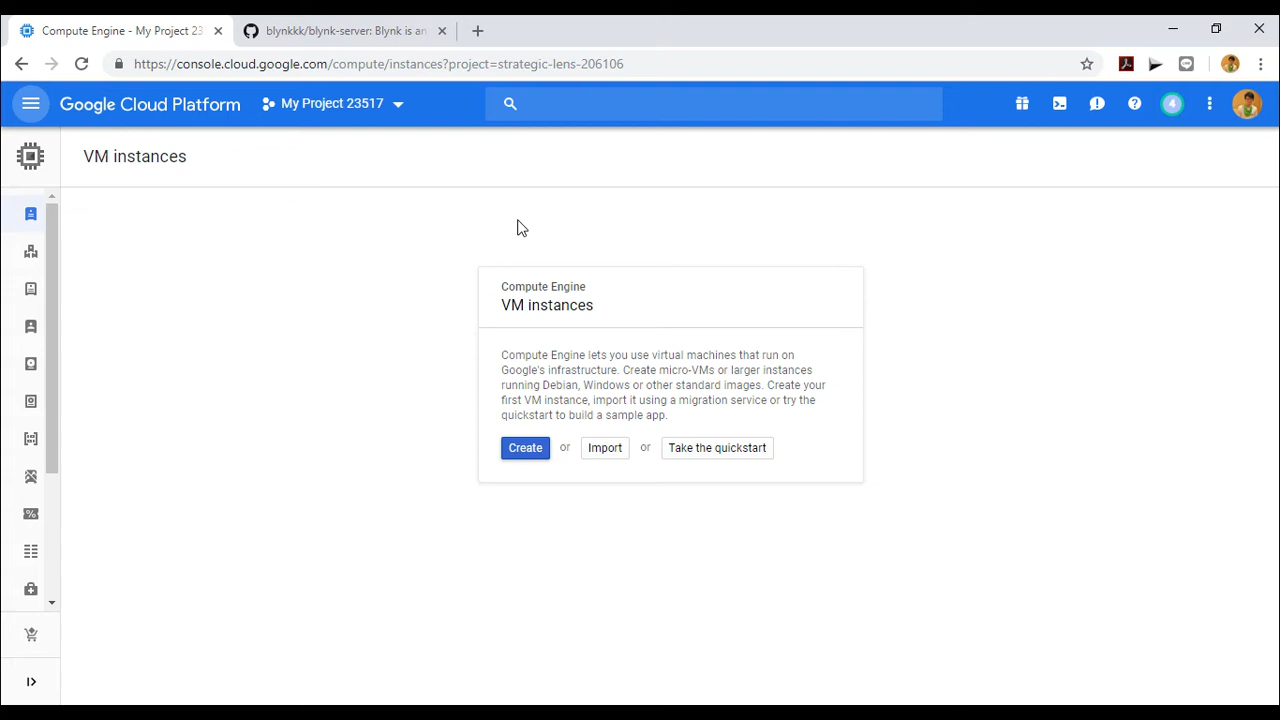 Compute Engine - My Project 23
blynkkk/blynk-server: Blynk is an
https://console.cloud.google.com/compute/instances?project=strategic-lens-206106
Google Cloud Platform
My Project 23517
4
VM instances
Compute Engine
VM instances
Compute Engine lets you use virtual machines that run on
Google's infrastructure. Create micro-VMs or larger instances
running Debian, Windows or other standard images. Create your
first VM instance, import it using a migration service or try the
quickstart to build a sample app.
Create or Import or Take the quickstart